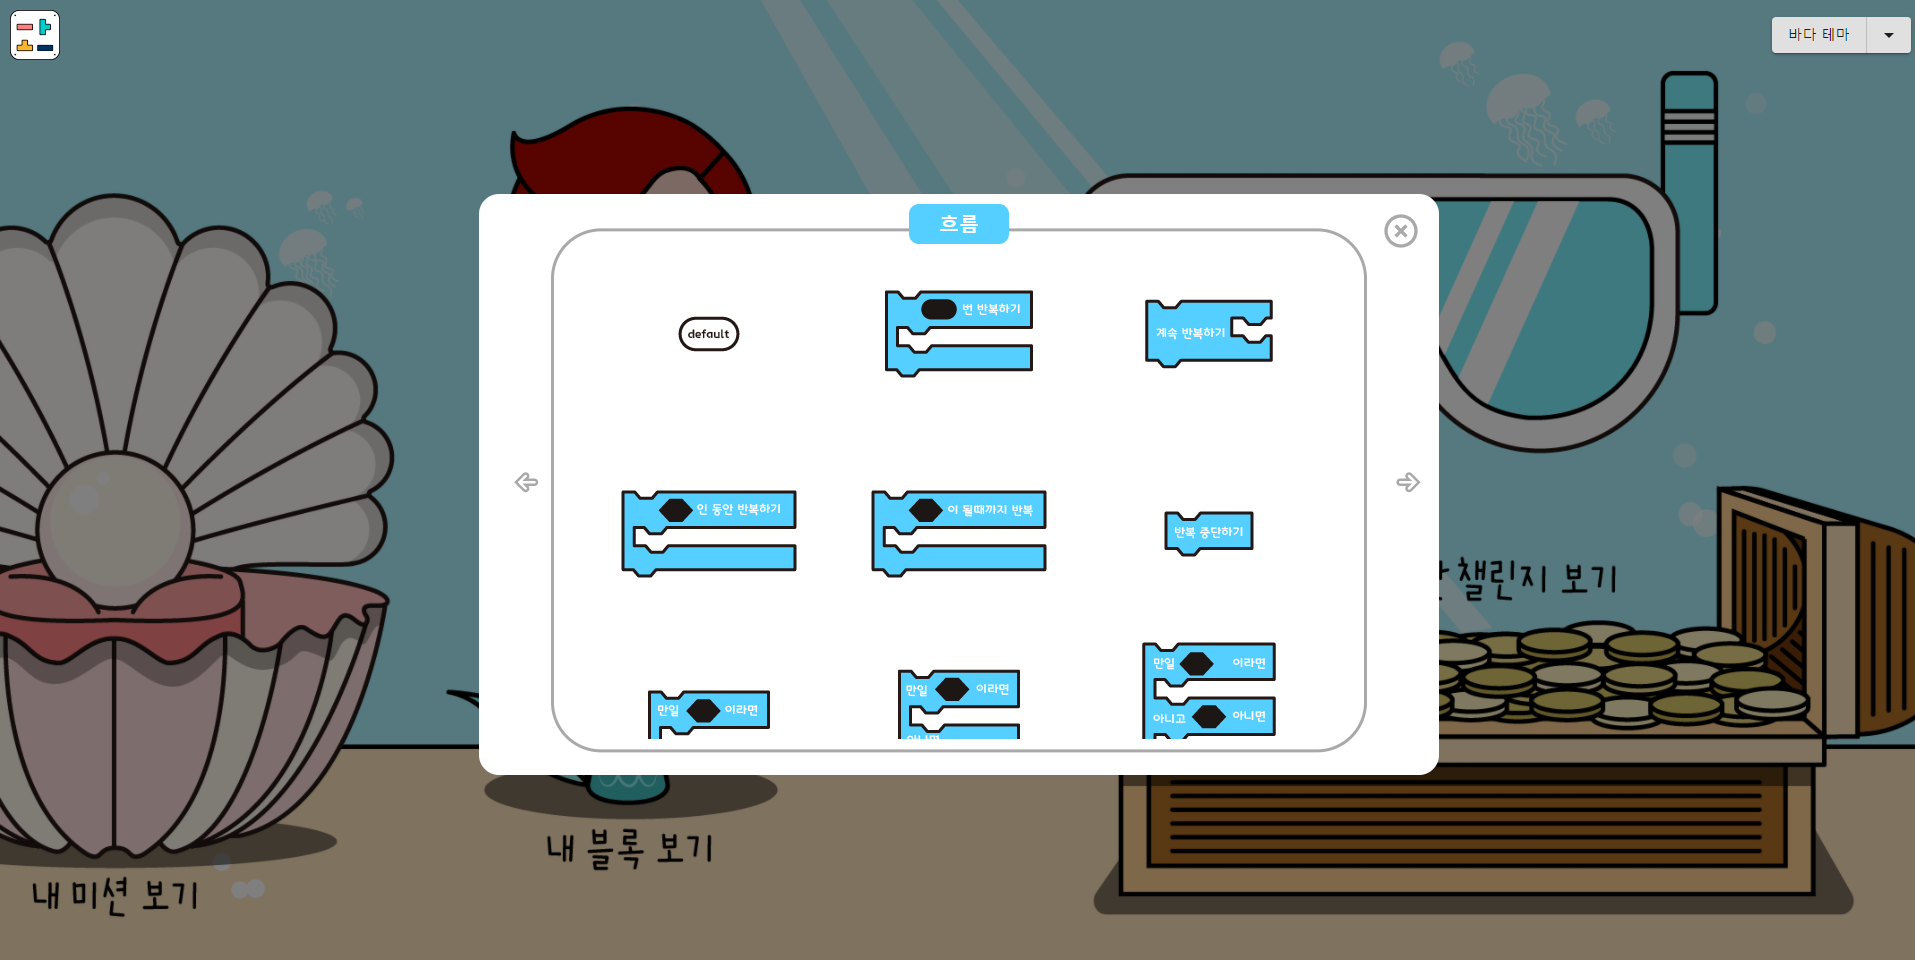 바다 테마
흐름
default
번 반복하기
계속 반복하기
인 동안 반복하기
이 될때까지 반복
반복 중단하기
만일 이라면
만일 이라면
아니면
만일 이라면
아니고 아니면
챌린지 보기
내 블록 보기
내 미션 보기